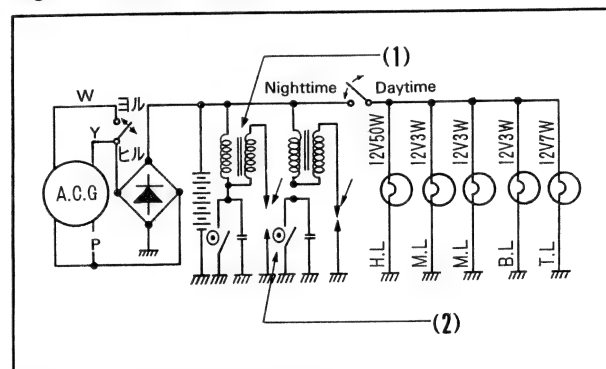 (1)
Nighttime Daytime
W
ヨル
Y
ヒル
A.C.G
P
12V50W
12V3W
12V3W
12V3W
12V7W
H.L
M.L
M.L
B.L
T.L
(2)